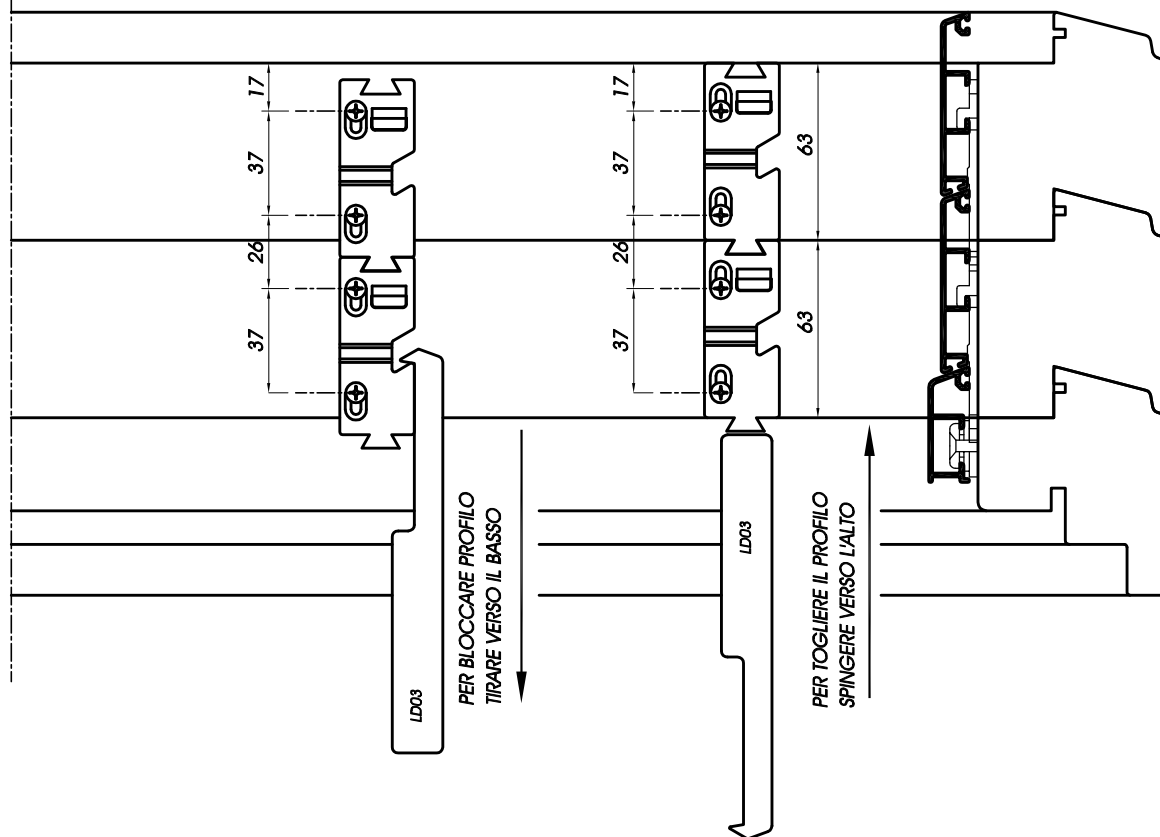 17
37
26
37
17
37
26
37
63
63
PER BLOCCARE PROFILO
TIRARE VERSO IL BASSO
LD03
LD03
PER TOGLIERE IL PROFILO
SPINGERE VERSO L'ALTO